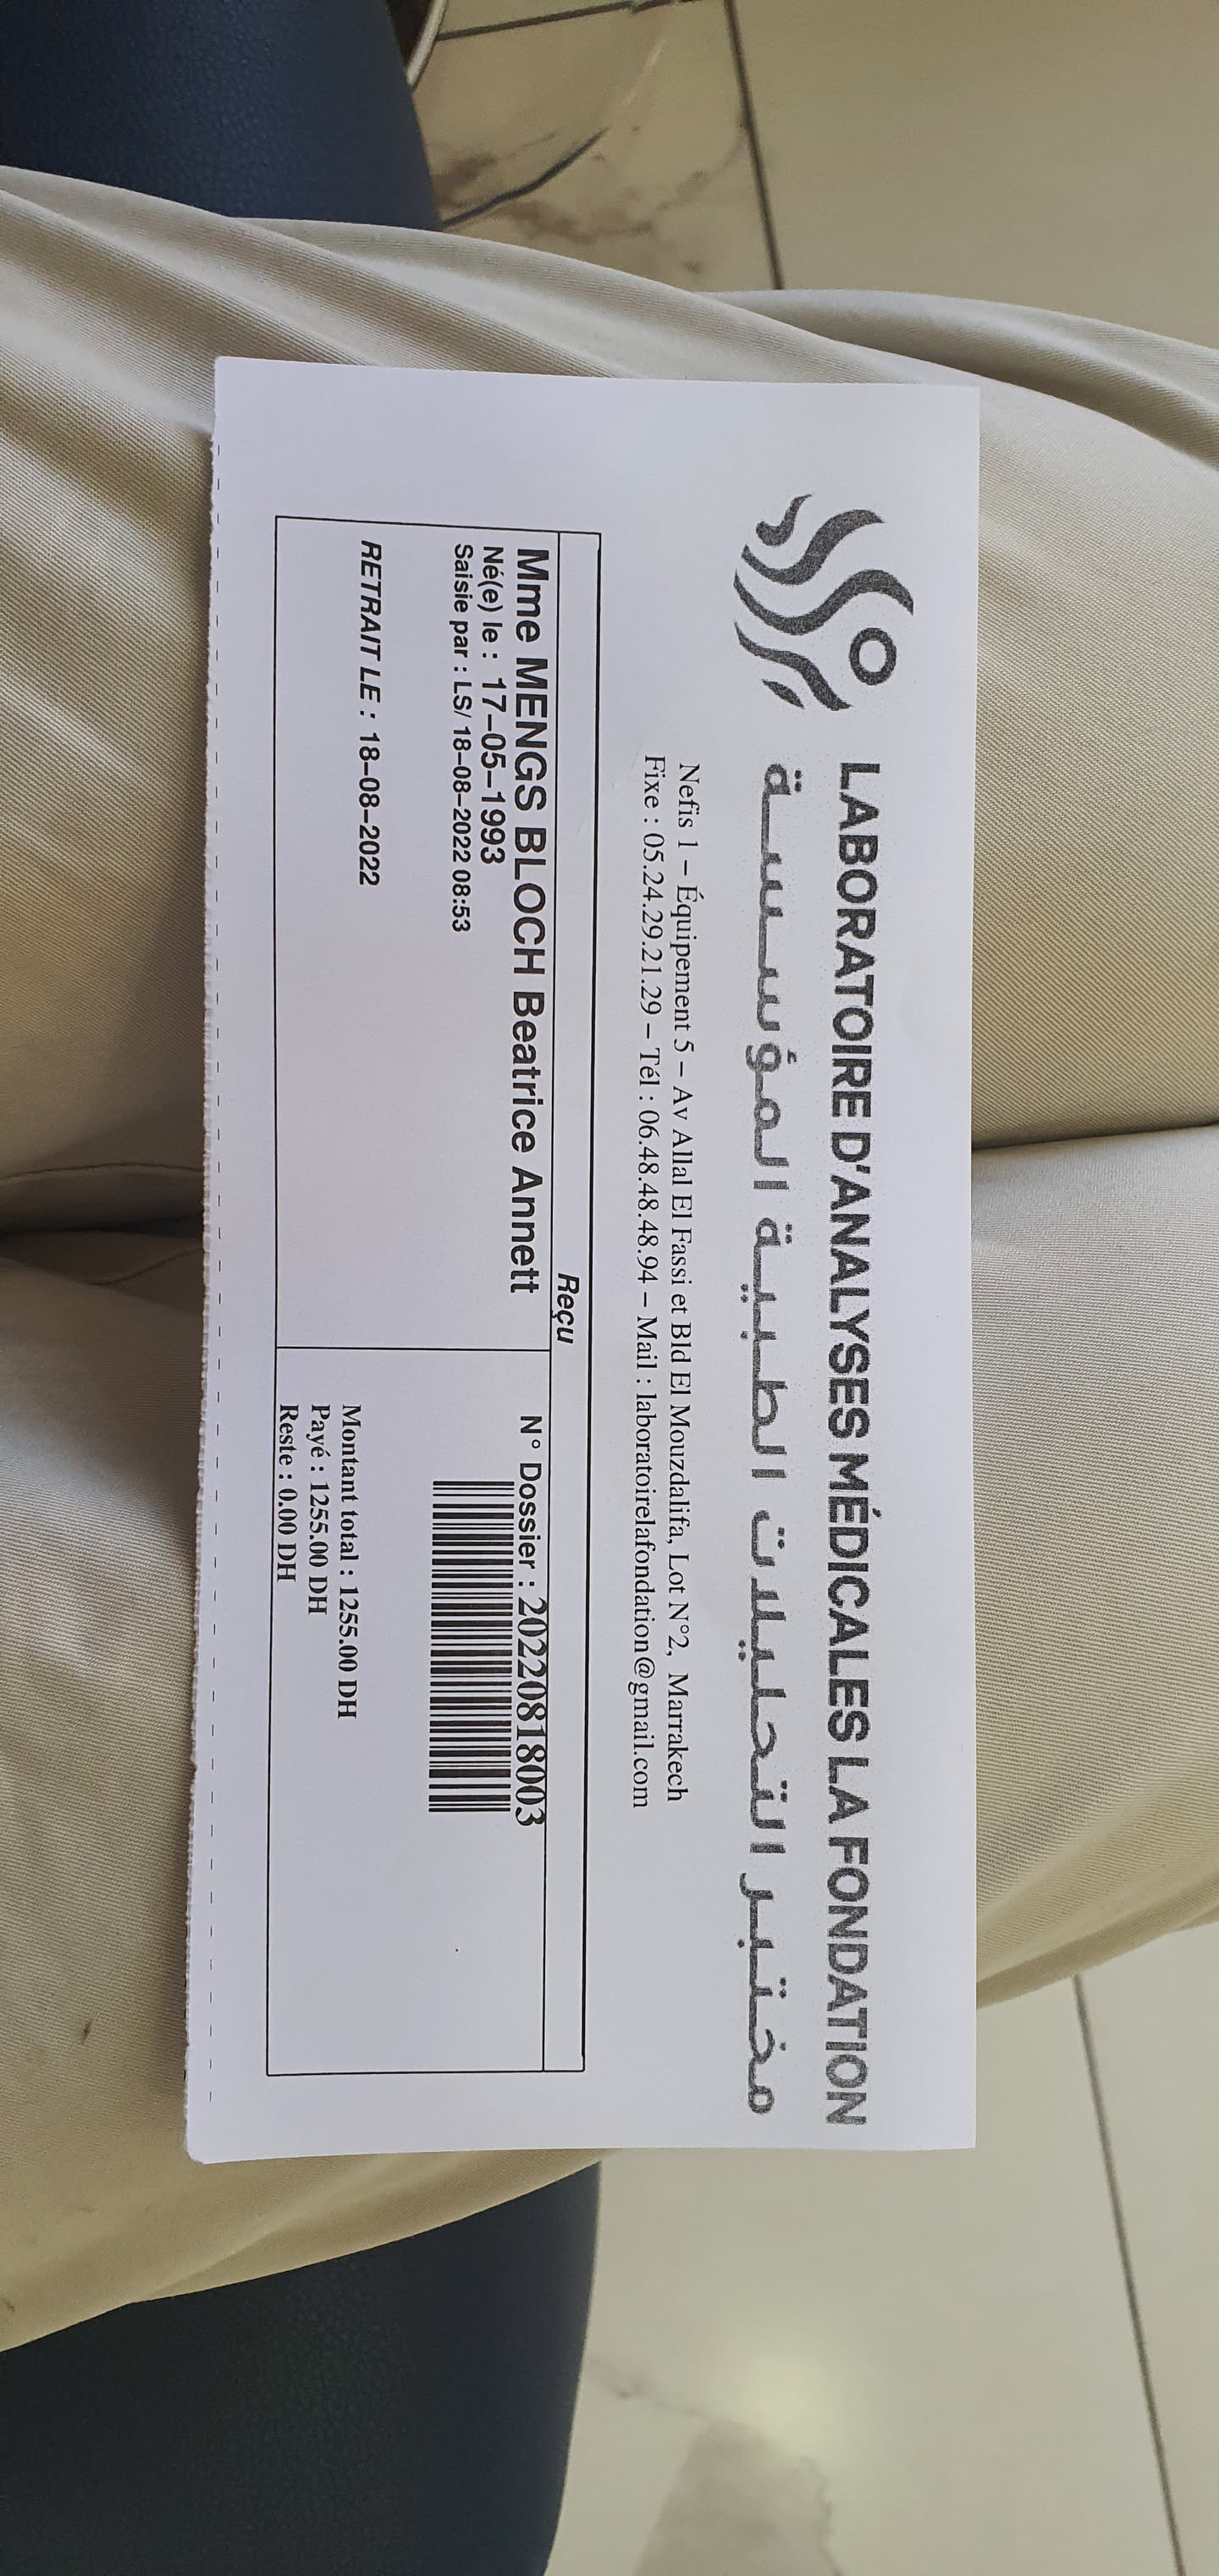 LABORATOIRE D'ANALYSES MÉDICALES LA FONDATION
مختبر التحليلات الطبية المؤسسة
Nefis 1 – Équipement 5 – Av Allal El Fassi et Bld El Mouzdalifa, Lot N°2, Marrakech
Fixe : 05.24.29.21.29 – Tél : 06.48.48.48.94 – Mail : laboratoirelafondation@gmail.com
Reçu
Mme MENGS BLOCH Beatrice Annett
Né(e) le : 17–05–1993
Saisie par : LS/ 18–08–2022 08:53
RETRAIT LE : 18–08–2022
N° Dossier : 20220818003
Montant total : 1255.00 DH
Payé : 1255.00 DH
Reste : 0.00 DH